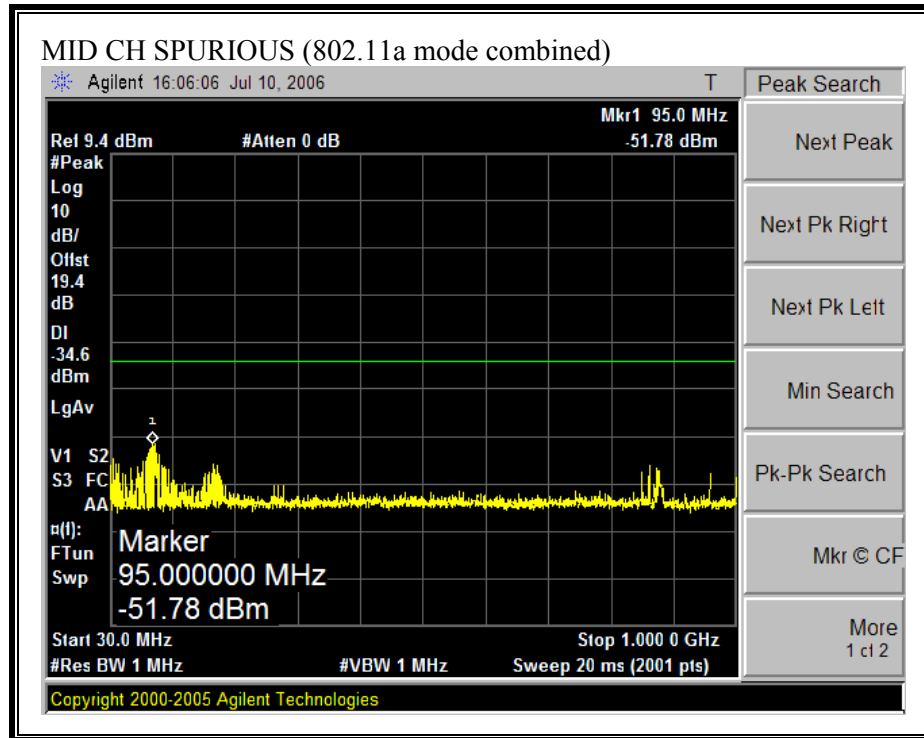 MID CH SPURIOUS (802.11a mode combined)
Agilent 16:06:06 Jul 10, 2006 T
Peak Search
Mkr1 95.0 MHz
Ref 9.4 dBm #Atten 0 dB -51.78 dBm
#Peak
Log
10
dB/
Offst
19.4
dB
DI
-34.6
dBm
LgAv
1
V1 S2
S3 FC
AA
¤(f):
FTun
Swp
Marker
95.000000 MHz
-51.78 dBm
Start 30.0 MHz Stop 1.000 0 GHz
#Res BW 1 MHz #VBW 1 MHz Sweep 20 ms (2001 pts)
Copyright 2000-2005 Agilent Technologies
Next Peak
Next Pk Right
Next Pk Left
Min Search
Pk-Pk Search
Mkr © CF
More
1 of 2